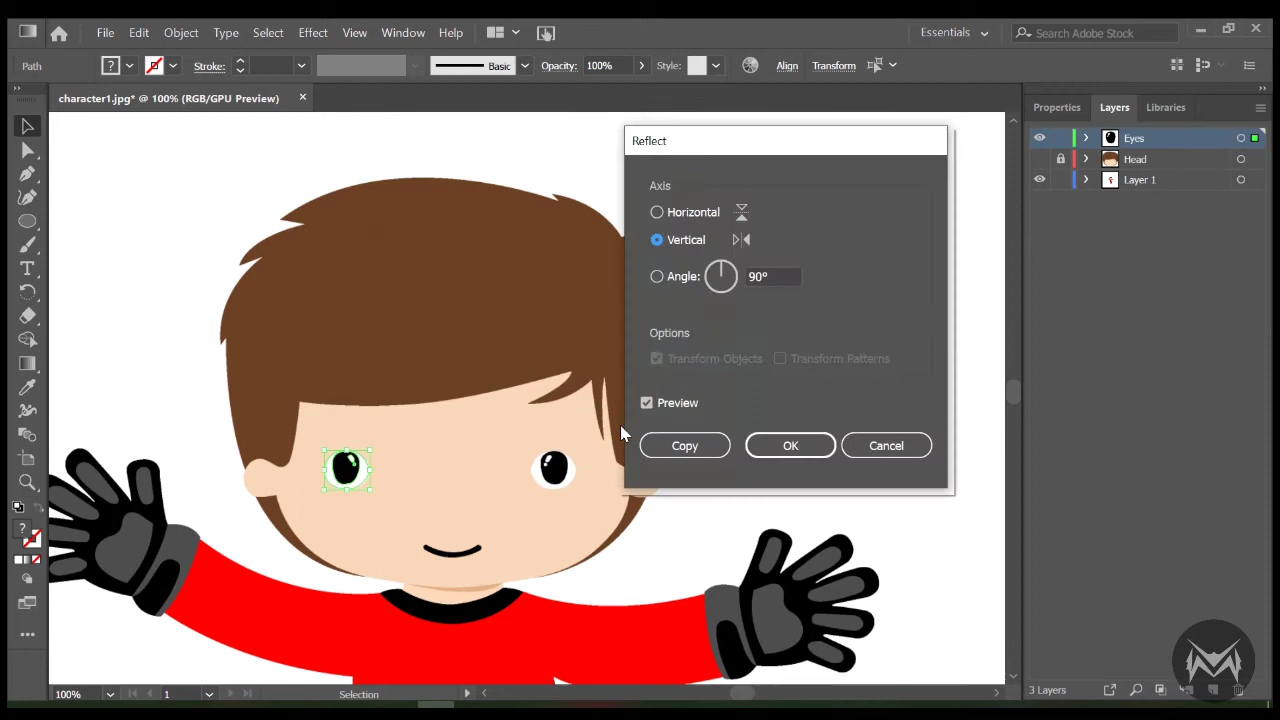 File Edit Object Type Select Effect View Window Help
Essentials
Search Adobe Stock
Path
?
Stroke:
Basic
Opacity: 100%
Style:
Align
Transform
character1.jpg* @ 100% (RGB/GPU Preview)
Properties Layers Libraries
Reflect
Axis
Horizontal
Vertical
Angle: 90°
Options
Transform Objects Transform Patterns
Preview
Copy OK Cancel
Eyes
Head
Layer 1
?
100%
1
Selection
3 Layers